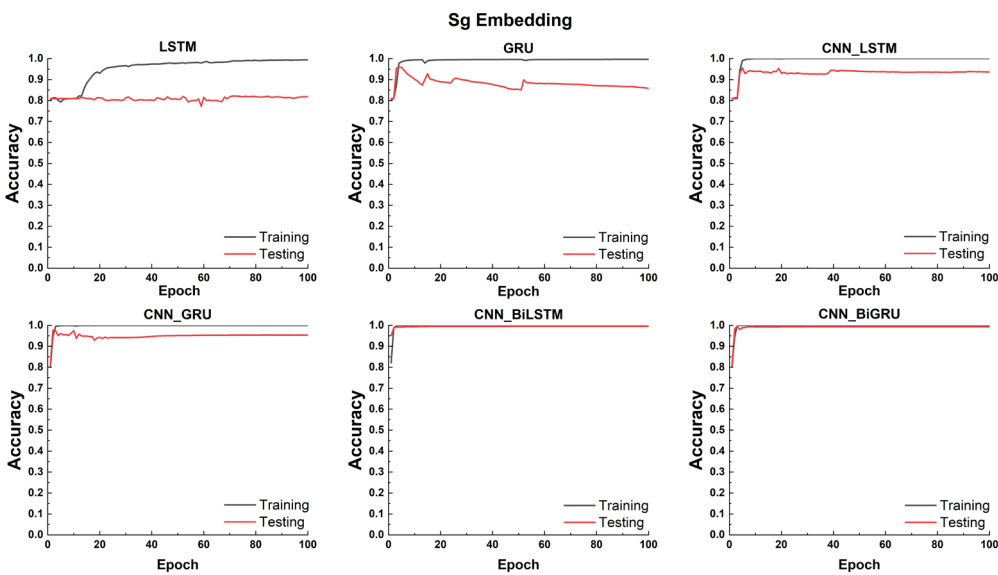 Sg Embedding
LSTM
GRU
CNN_LSTM
Accuracy
1.0
0.9
0.8
0.7
0.6
0.5
0.4
0.3
0.2
0.1
0.0
Training
Testing
0 20 40 60 80 100
Epoch
Accuracy
1.0
0.9
0.8
0.7
0.6
0.5
0.4
0.3
0.2
0.1
0.0
Training
Testing
0 20 40 60 80 100
Epoch
Accuracy
1.0
0.9
0.8
0.7
0.6
0.5
0.4
0.3
0.2
0.1
0.0
Training
Testing
0 20 40 60 80 100
Epoch
CNN_GRU
CNN_BiLSTM
CNN_BiGRU
Accuracy
1.0
0.9
0.8
0.7
0.6
0.5
0.4
0.3
0.2
0.1
0.0
Training
Testing
0 20 40 60 80 100
Epoch
Accuracy
1.0
0.9
0.8
0.7
0.6
0.5
0.4
0.3
0.2
0.1
0.0
Training
Testing
0 20 40 60 80 100
Epoch
Accuracy
1.0
0.9
0.8
0.7
0.6
0.5
0.4
0.3
0.2
0.1
0.0
Training
Testing
0 20 40 60 80 100
Epoch